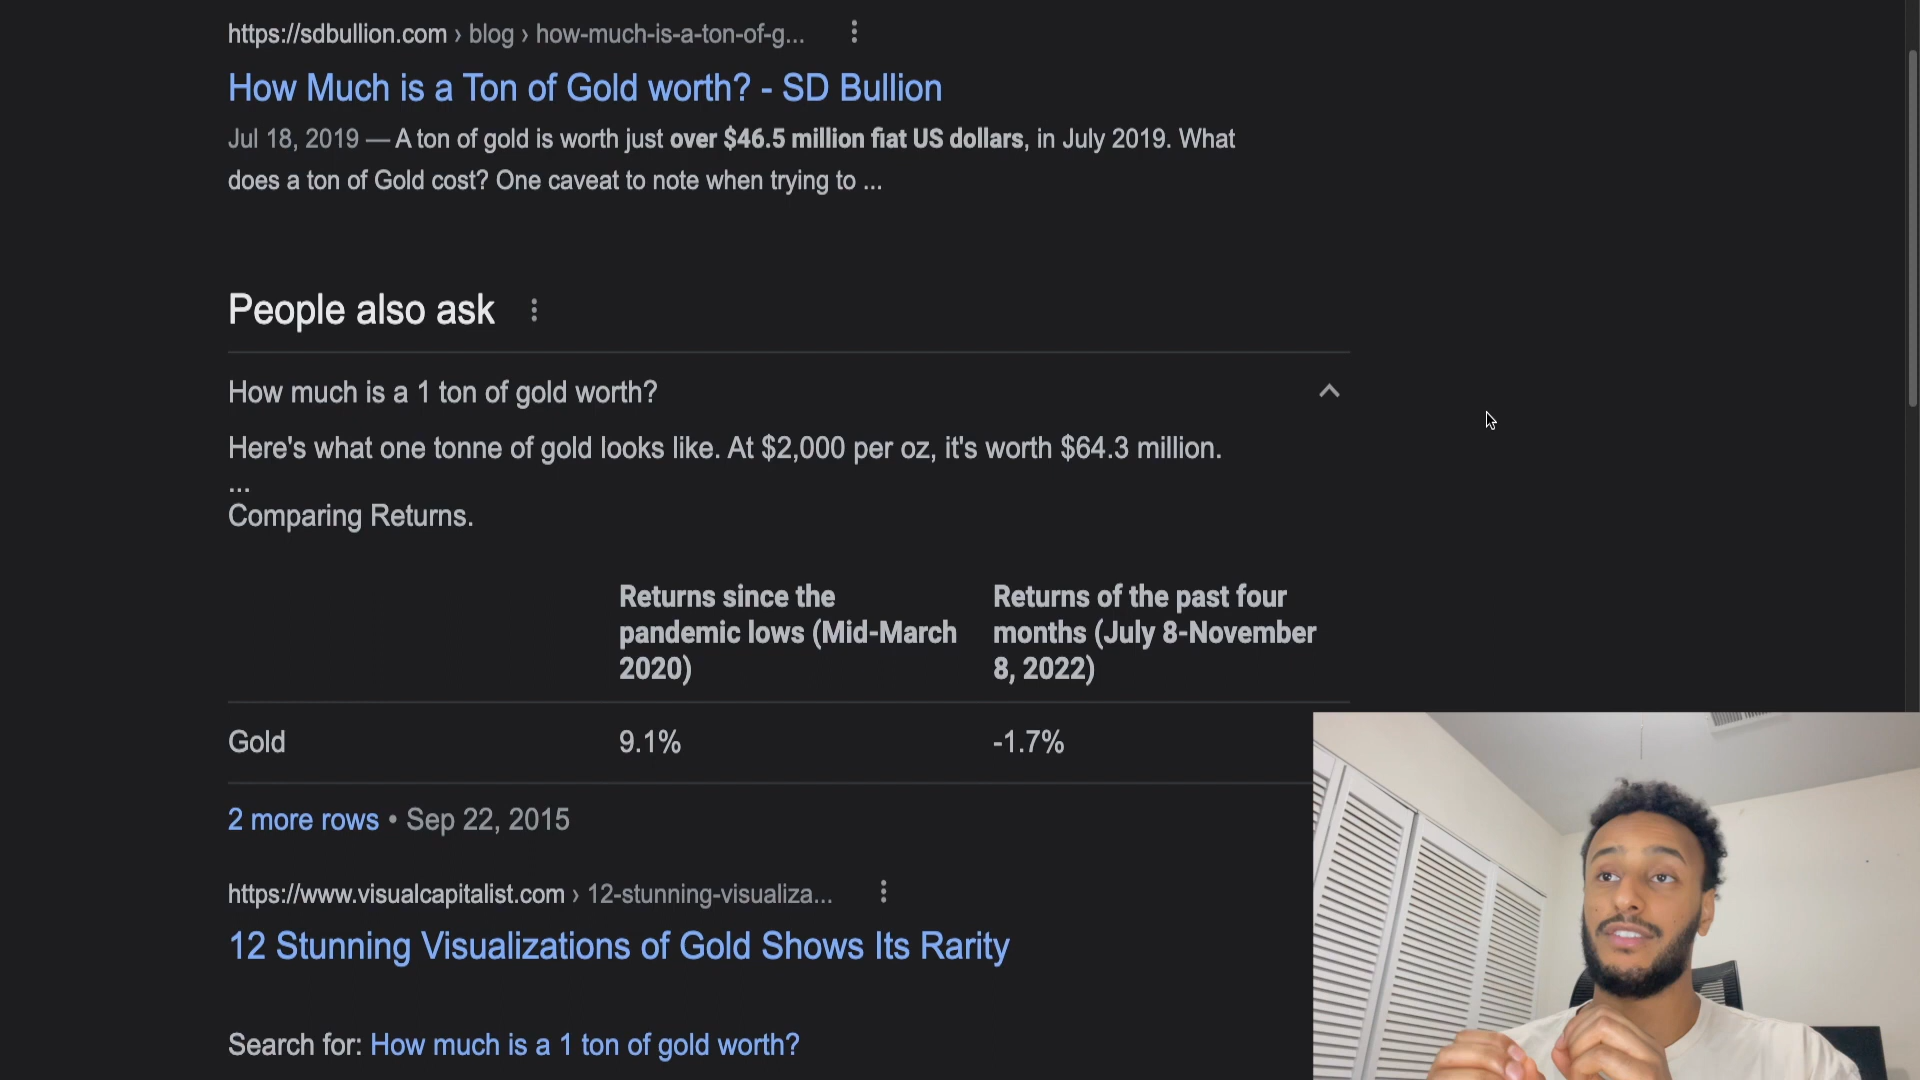 https://sdbullion.com › blog › how-much-is-a-ton-of-g...
How Much is a Ton of Gold worth? - SD Bullion
Jul 18, 2019 — A ton of gold is worth just over $46.5 million fiat US dollars, in July 2019. What
does a ton of Gold cost? One caveat to note when trying to ...
People also ask
How much is a 1 ton of gold worth?
Here's what one tonne of gold looks like. At $2,000 per oz, it's worth $64.3 million.
...
Comparing Returns.
Returns since the
pandemic lows (Mid-March
2020)
Returns of the past four
months (July 8-November
8, 2022)
Gold 9.1% -1.7%
2 more rows • Sep 22, 2015
https://www.visualcapitalist.com › 12-stunning-visualiza...
12 Stunning Visualizations of Gold Shows Its Rarity
Search for: How much is a 1 ton of gold worth?